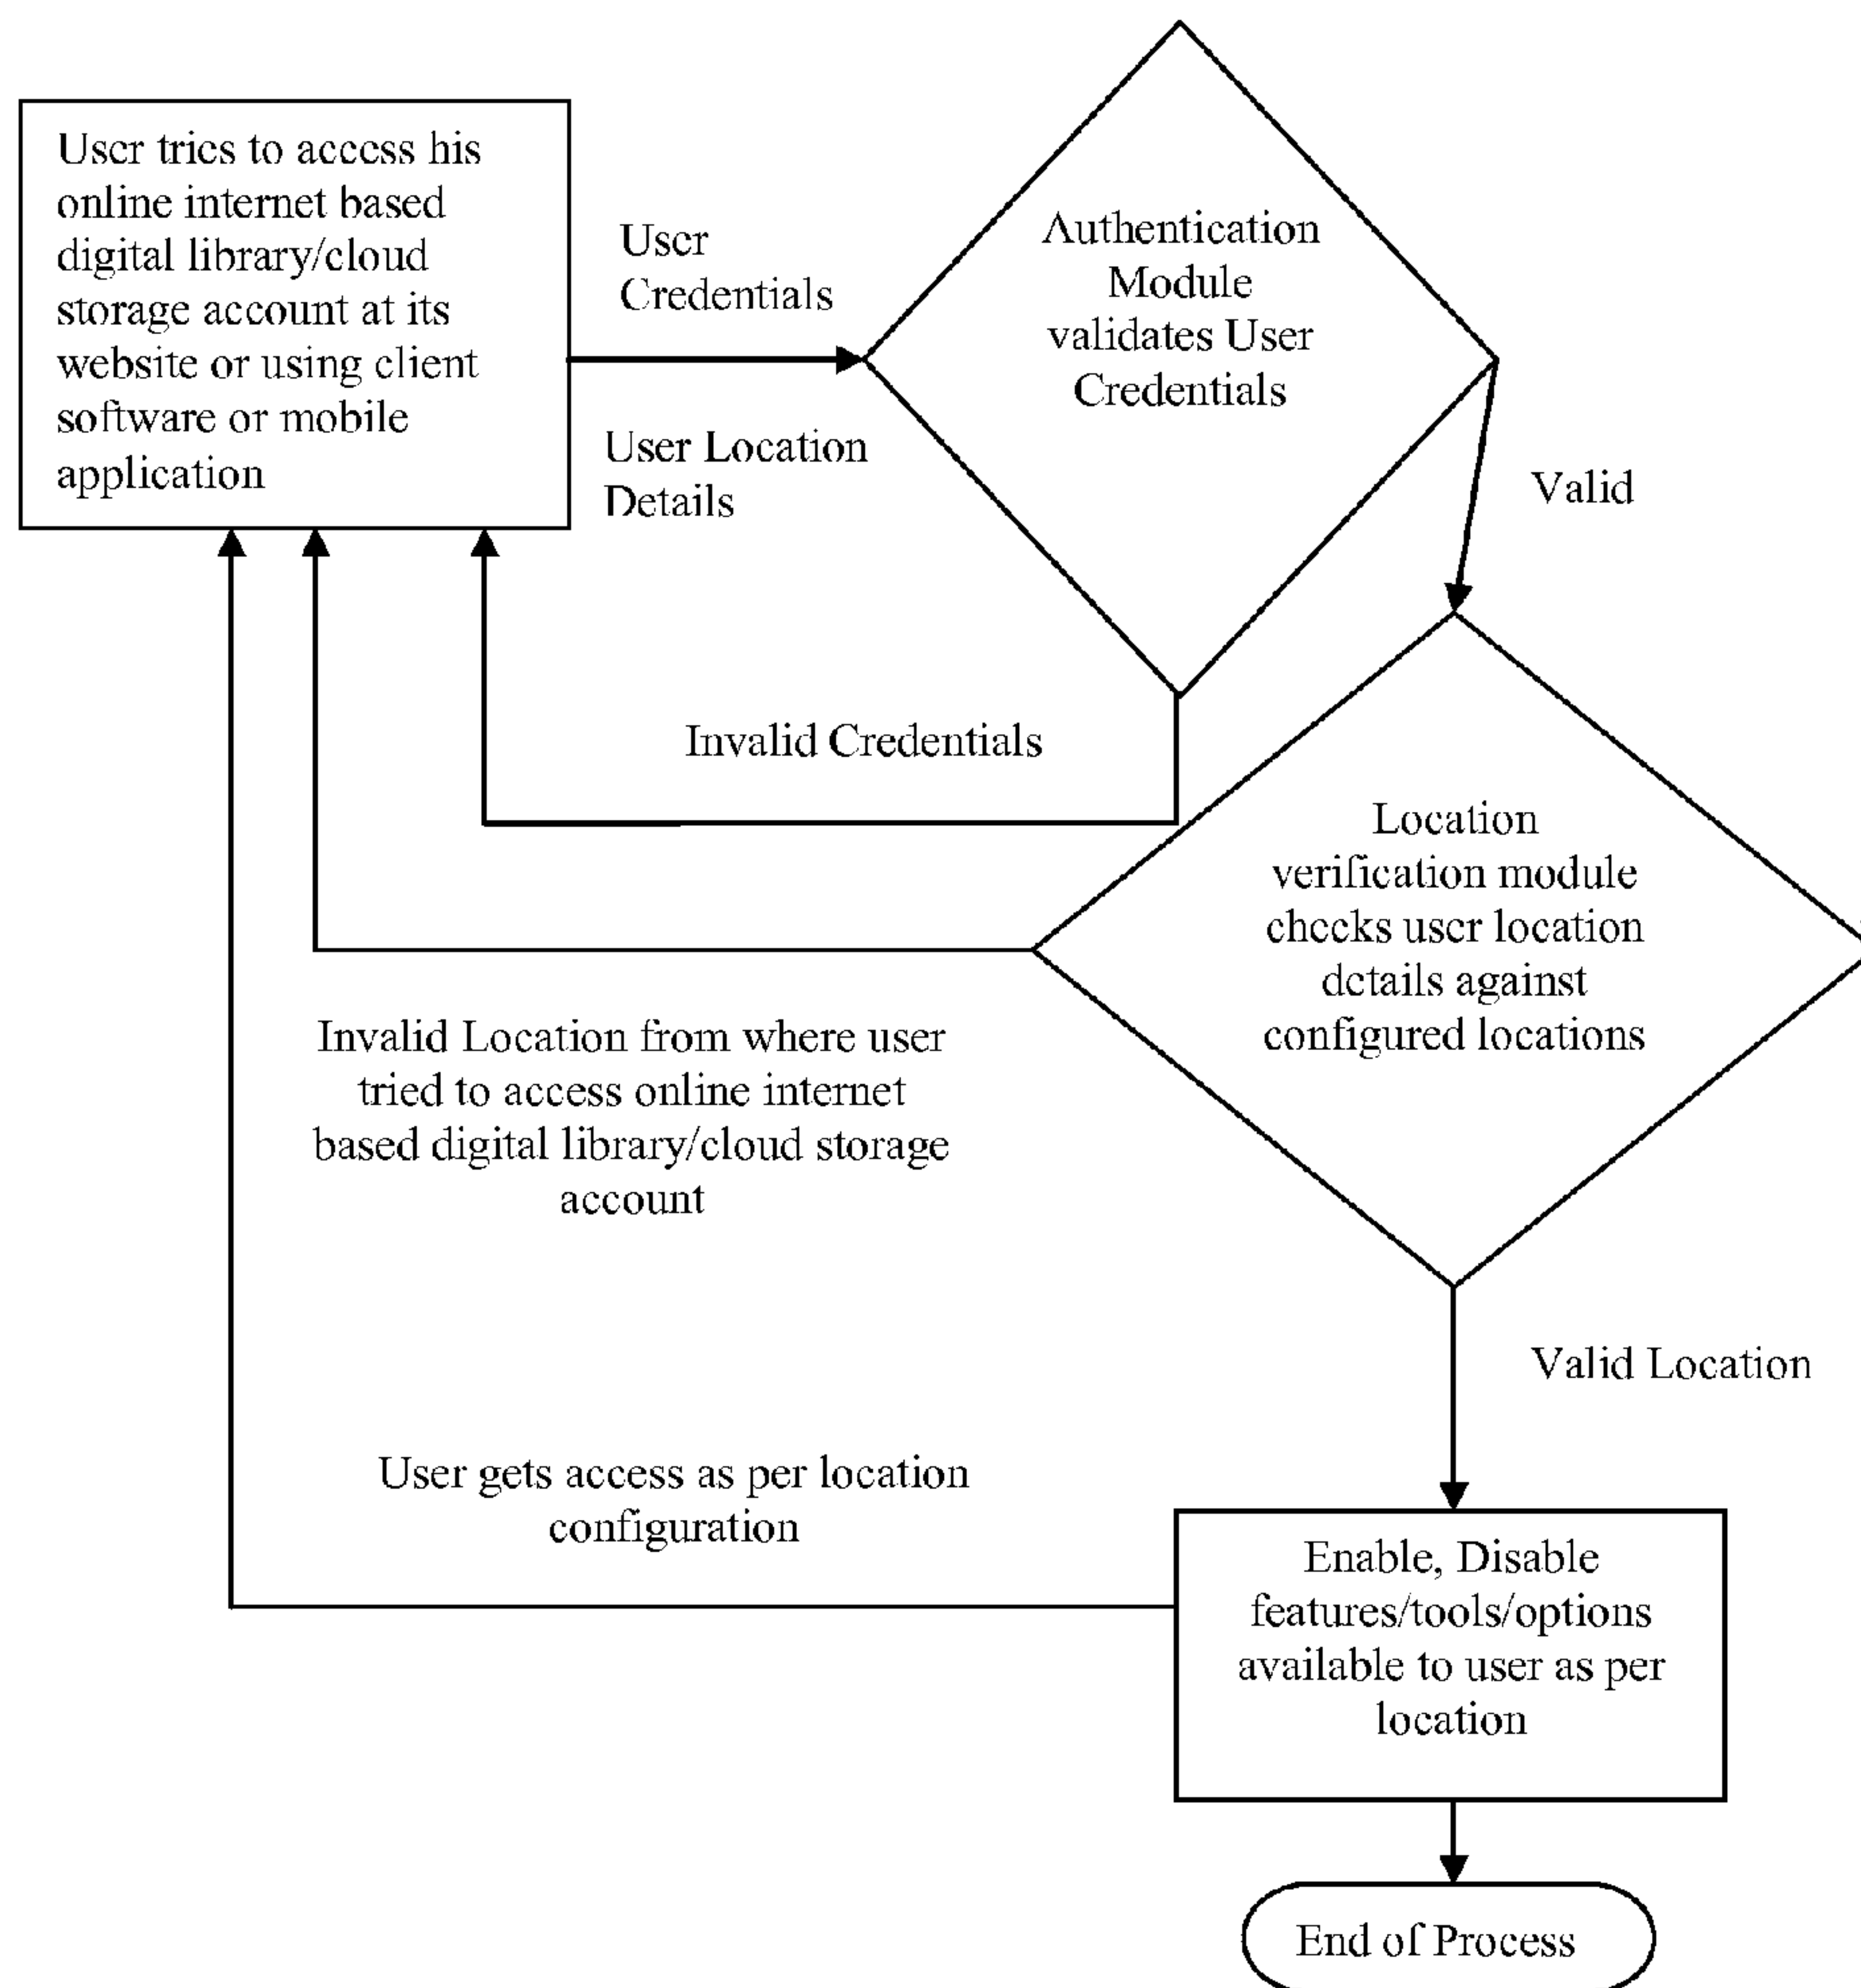 User tries to access his
online internet based
digital library/cloud
storage account at its
website or using client
software or mobile
application
User
Credentials
User Location
Details
Authentication
Module
validates User
Credentials
Valid
Invalid Credentials
Location
verification module
checks user location
details against
configured locations
Invalid Location from where user
tried to access online internet
based digital library/cloud storage
account
Valid Location
User gets access as per location
configuration
Enable, Disable
features/tools/options
available to user as per
location
End of Process